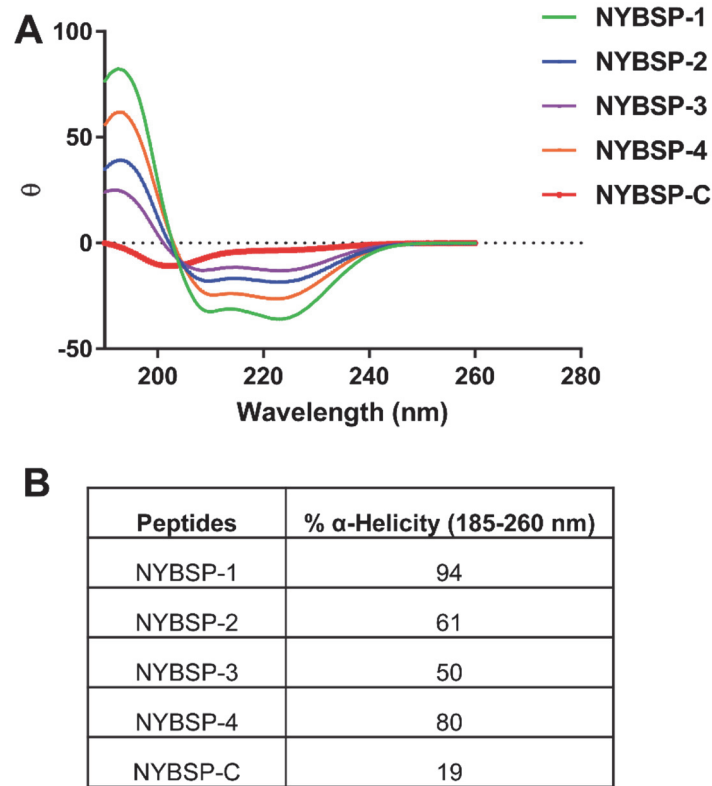 A
NYBSP-1
NYBSP-2
NYBSP-3
NYBSP-4
NYBSP-C
100
50
0
-50
θ
200 220 240 260 280
Wavelength (nm)
B
Peptides % α-Helicity (185-260 nm)
NYBSP-1 94
NYBSP-2 61
NYBSP-3 50
NYBSP-4 80
NYBSP-C 19